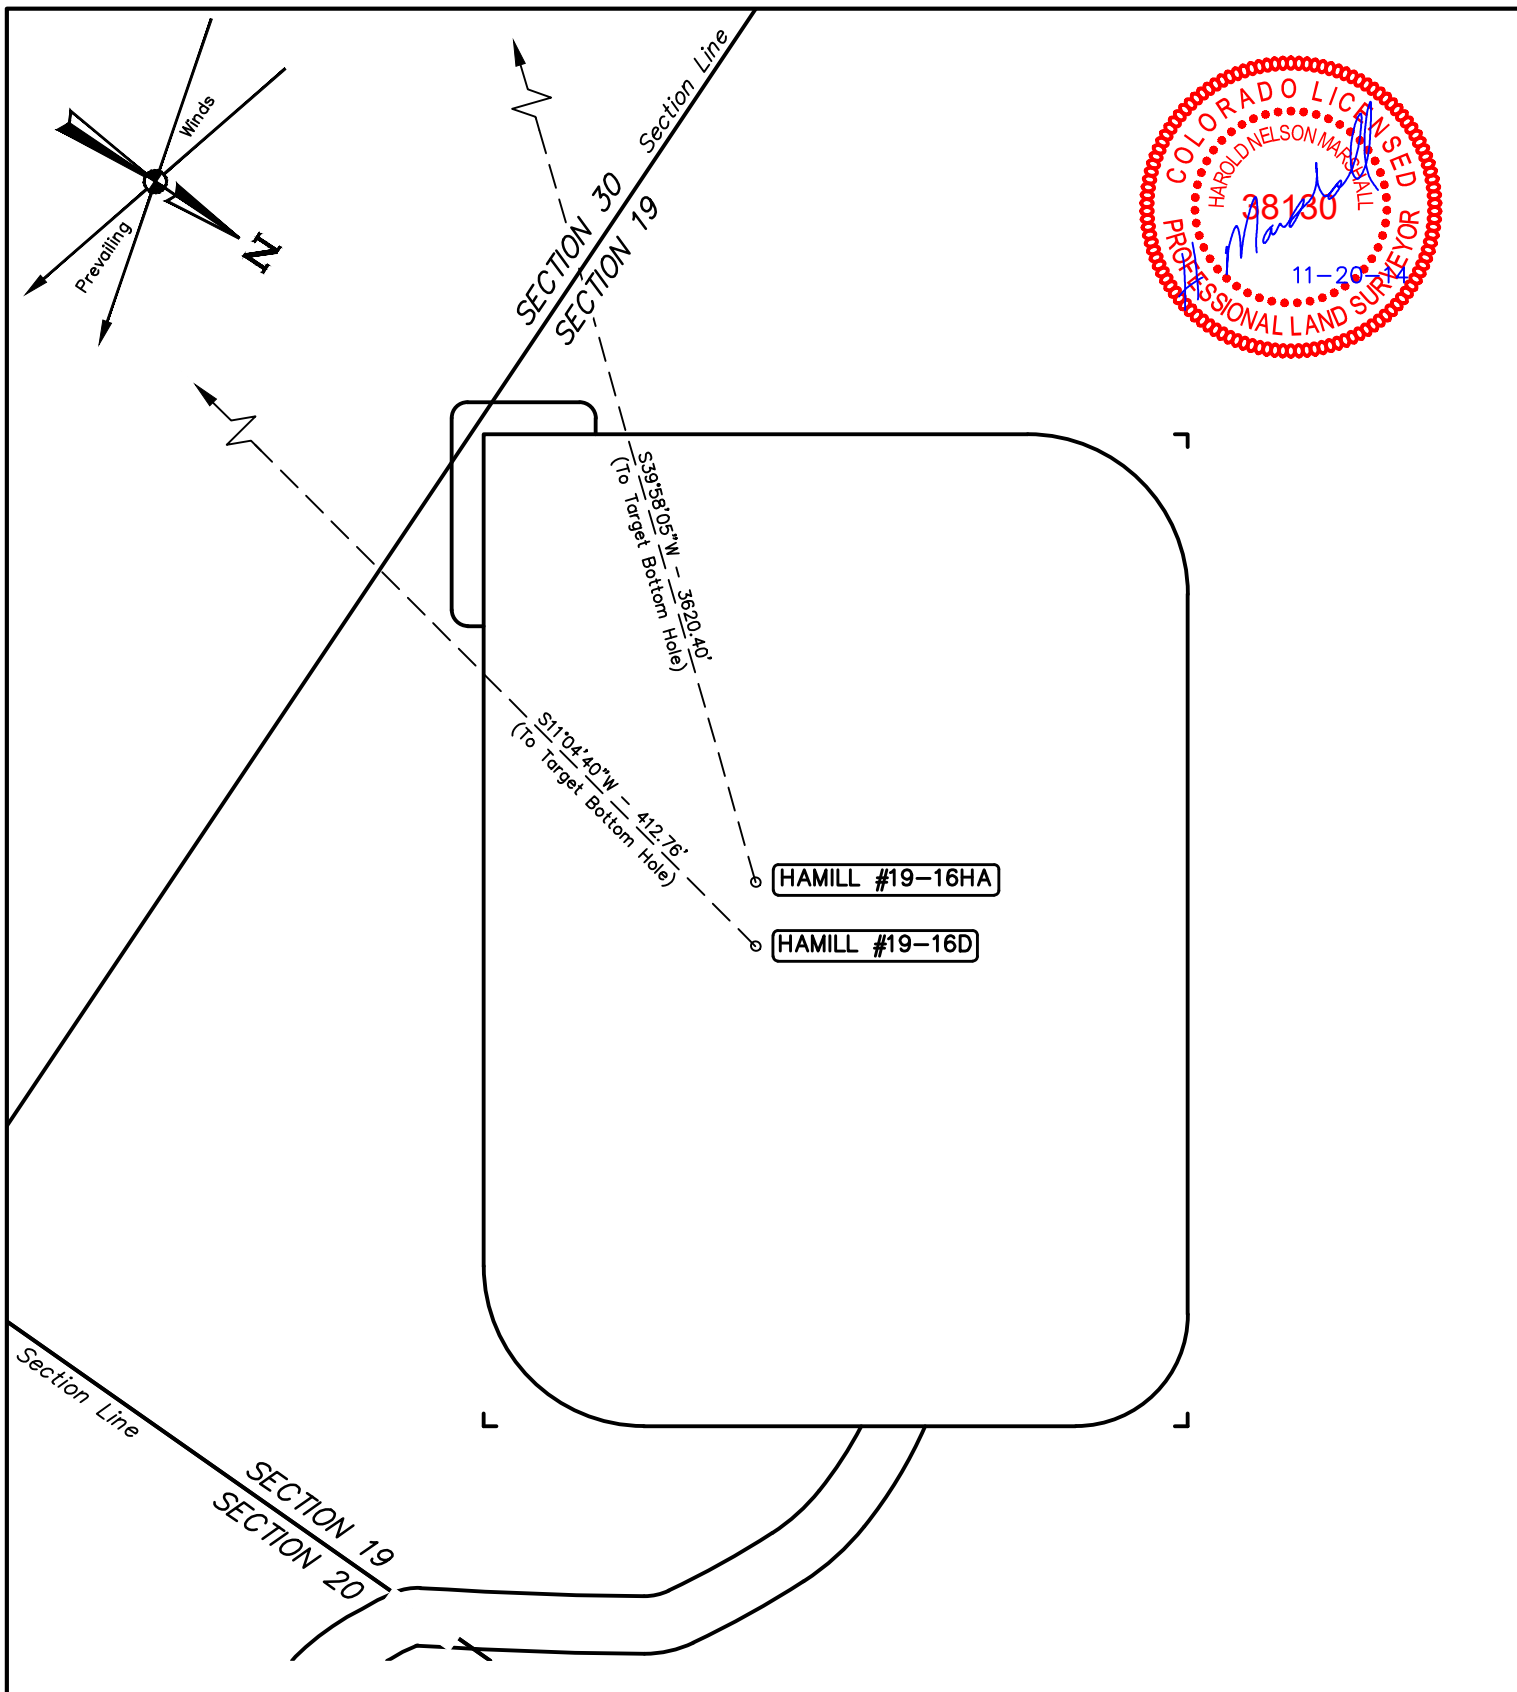 Winds
Prevailing
N
Section Line
SECTION 30
SECTION 19
COLORADO LICENSED
HAROLD NELSON MARSHALL
38130
11-20-14
PROFESSIONAL LAND SURVEYOR
S39°58'05"W - 3620.40'
(To Target Bottom Hole)
S11°04'40"W - 412.76'
(To Target Bottom Hole)
HAMILL #19-16HA
HAMILL #19-16D
Section Line
SECTION 19
SECTION 20